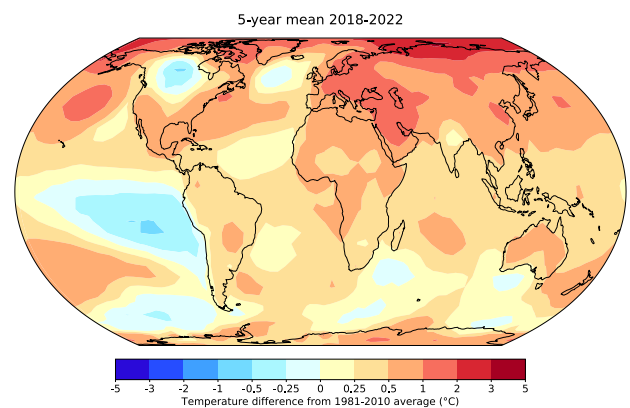 5-year mean 2018-2022
-5 -3 -2 -1 -0.5 -0.25 0 0.25 0.5 1 2 3 5
Temperature difference from 1981-2010 average (°C)